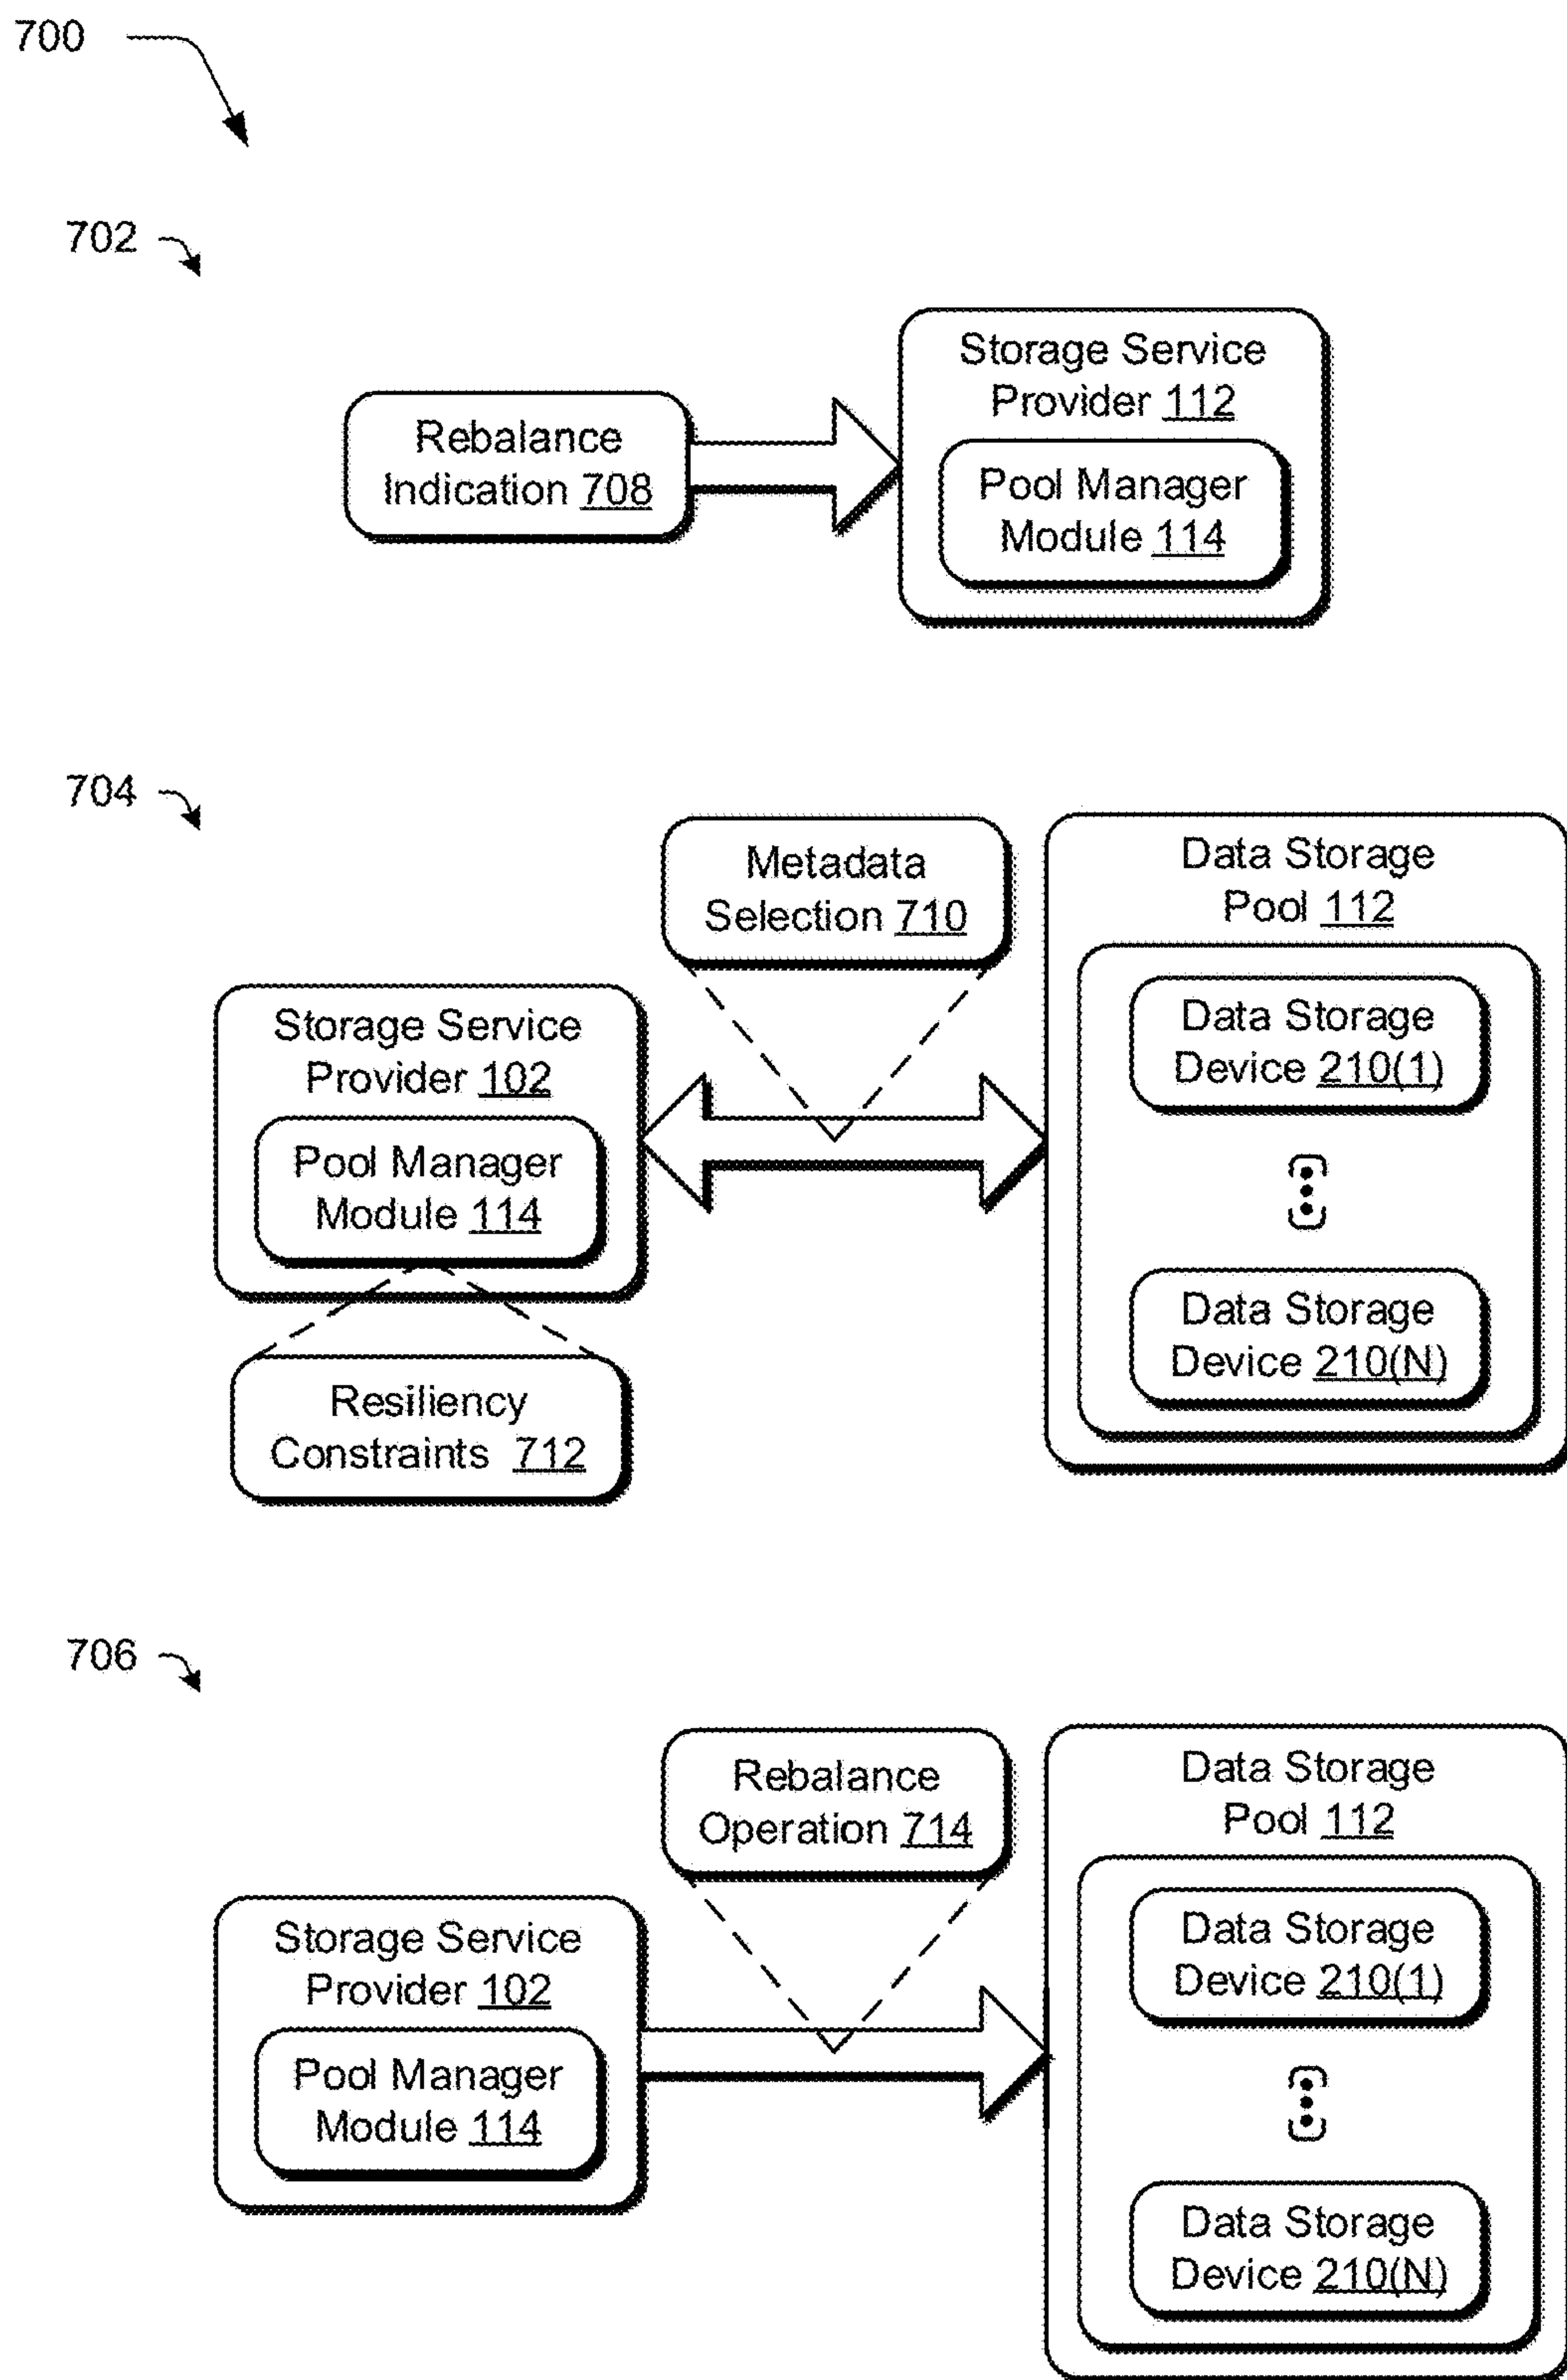 700
702
Storage Service
Provider 112
Rebalance
Indication 708
Pool Manager
Module 114
704
Metadata
Selection 710
Data Storage
Pool 112
Data Storage
Device 210(1)
Storage Service
Provider 102
Pool Manager
Module 114
Data Storage
Device 210(N)
Resiliency
Constraints 712
706
Rebalance
Operation 714
Data Storage
Pool 112
Data Storage
Device 210(1)
Storage Service
Provider 102
Pool Manager
Module 114
Data Storage
Device 210(N)